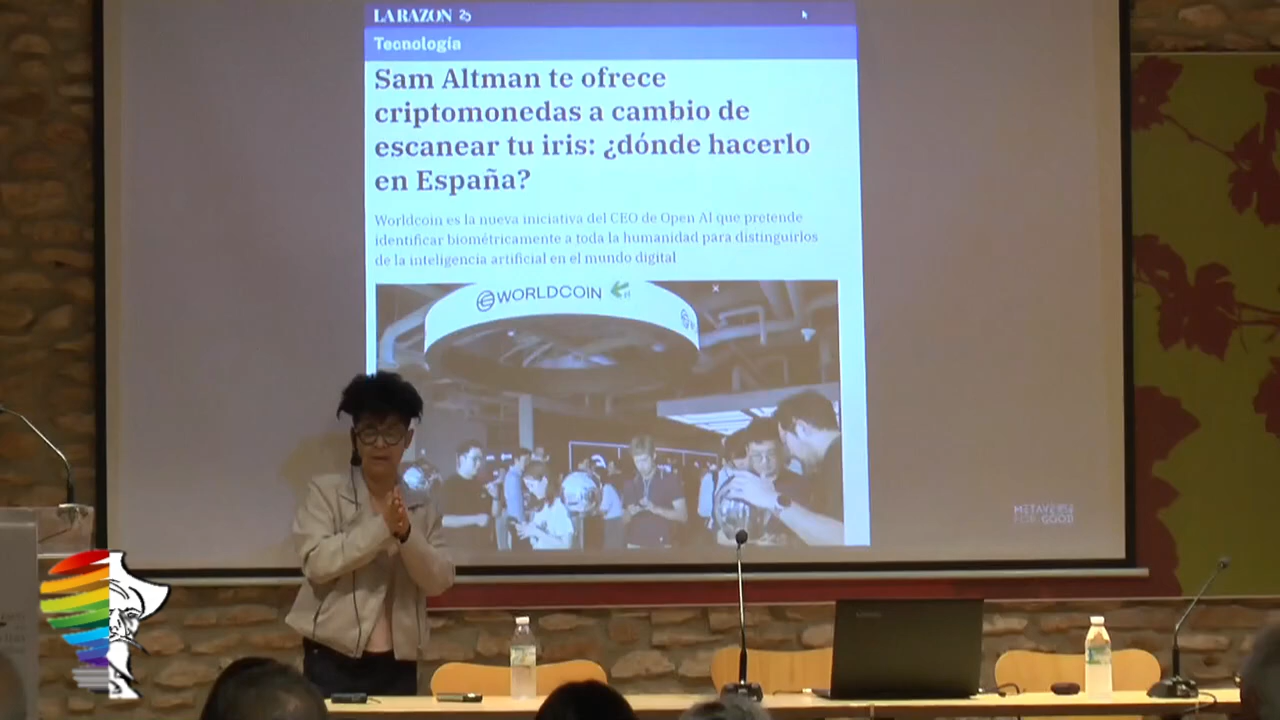 LA RAZON 25
Tecnología
Sam Altman te ofrece
criptomonedas a cambio de
escanear tu iris: ¿dónde hacerlo
en España?
Worldcoin es la nueva iniciativa del CEO de Open AI que pretende
identificar biométricamente a toda la humanidad para distinguirlos
de la inteligencia artificial en el mundo digital
WORLDCOIN
METAVERSE
FOR GOOD